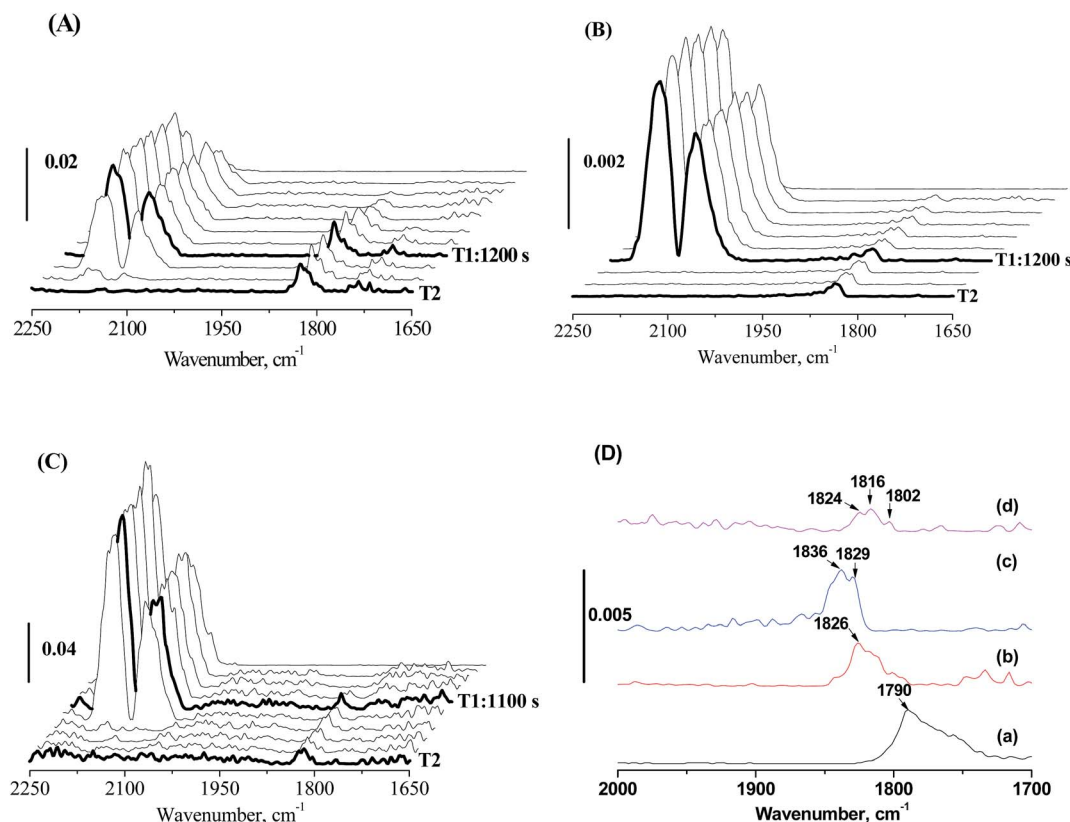 (A)
0.02
T1:1200 s
T2
2250 2100 1950 1800 1650
Wavenumber, cm-1
(B)
0.002
T1:1200 s
T2
2250 2100 1950 1800 1650
Wavenumber, cm-1
(C)
0.04
T1:1100 s
T2
2250 2100 1950 1800 1650
Wavenumber, cm-1
(D)
1816
1824 1802
(d)
1836 1829
(c)
0.005
1826
(b)
1790
(a)
2000 1900 1800 1700
Wavenumber, cm-1